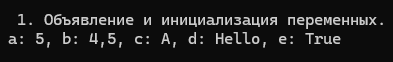 1. Объявление и инициализация переменных.
a: 5, b: 4,5, c: A, d: Hello, e: True